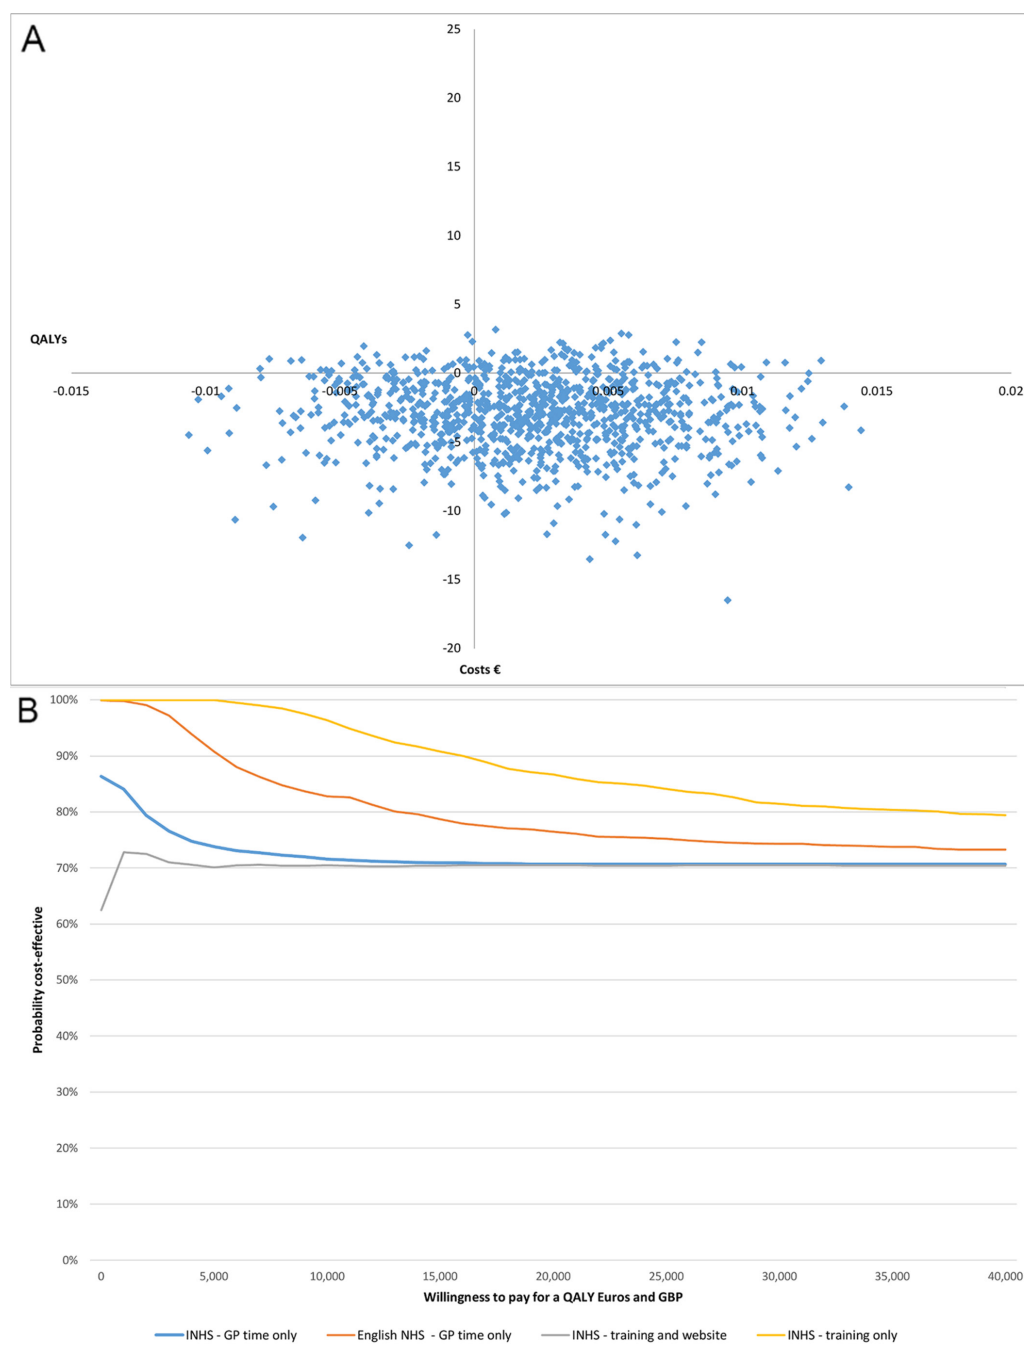 A
25
20
15
10
5
QALYs
0
-0.015 -0.01 -0.005 0 0.005 0.01 0.015 0.02
-5
-10
-15
-20
Costs €
B
100%
90%
80%
70%
60%
50%
40%
30%
20%
10%
0%
Probability cost-effective
0 5,000 10,000 15,000 20,000 25,000 30,000 35,000 40,000
Willingness to pay for a QALY Euros and GBP
INHS - GP time only English NHS - GP time only INHS - training and website INHS - training only